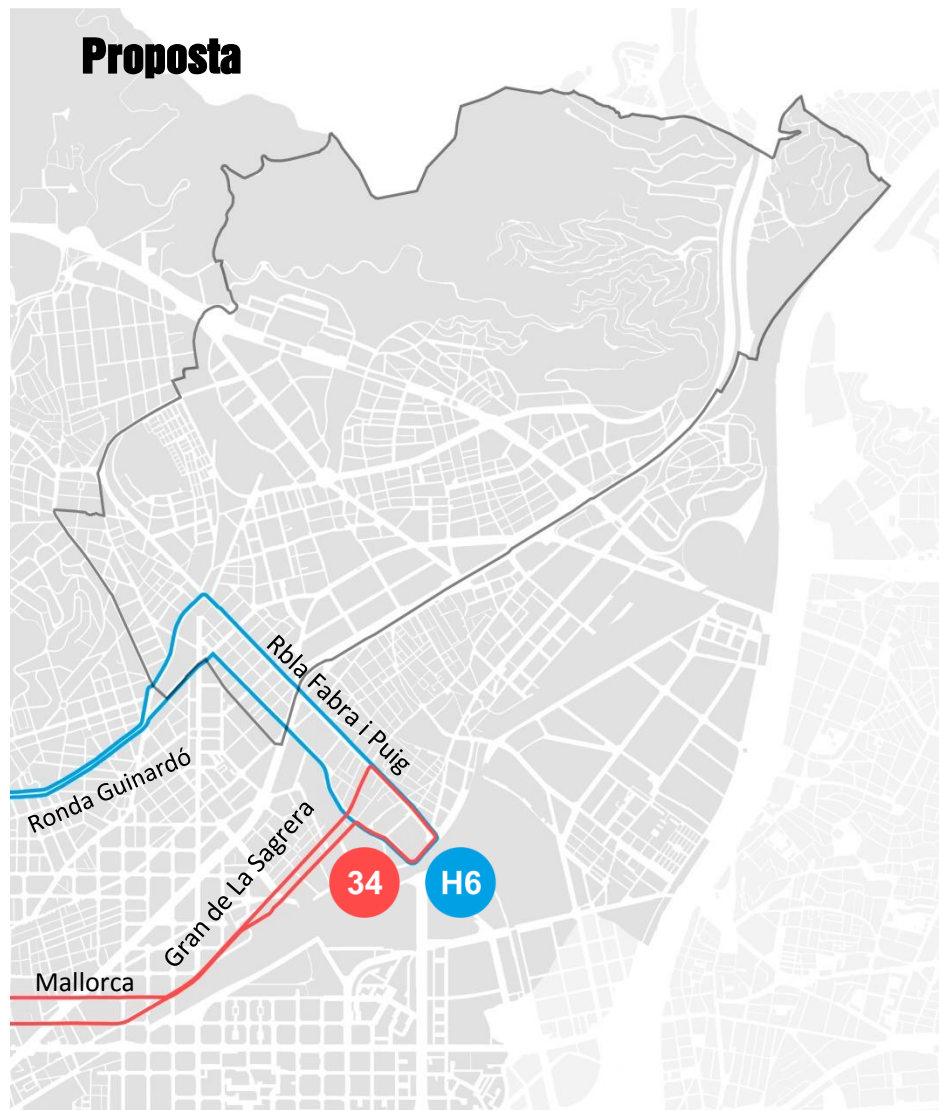 Proposta
Rbla Fabra i Puig
Ronda Guinardó
Gran de La Sagrera
34
H6
Mallorca